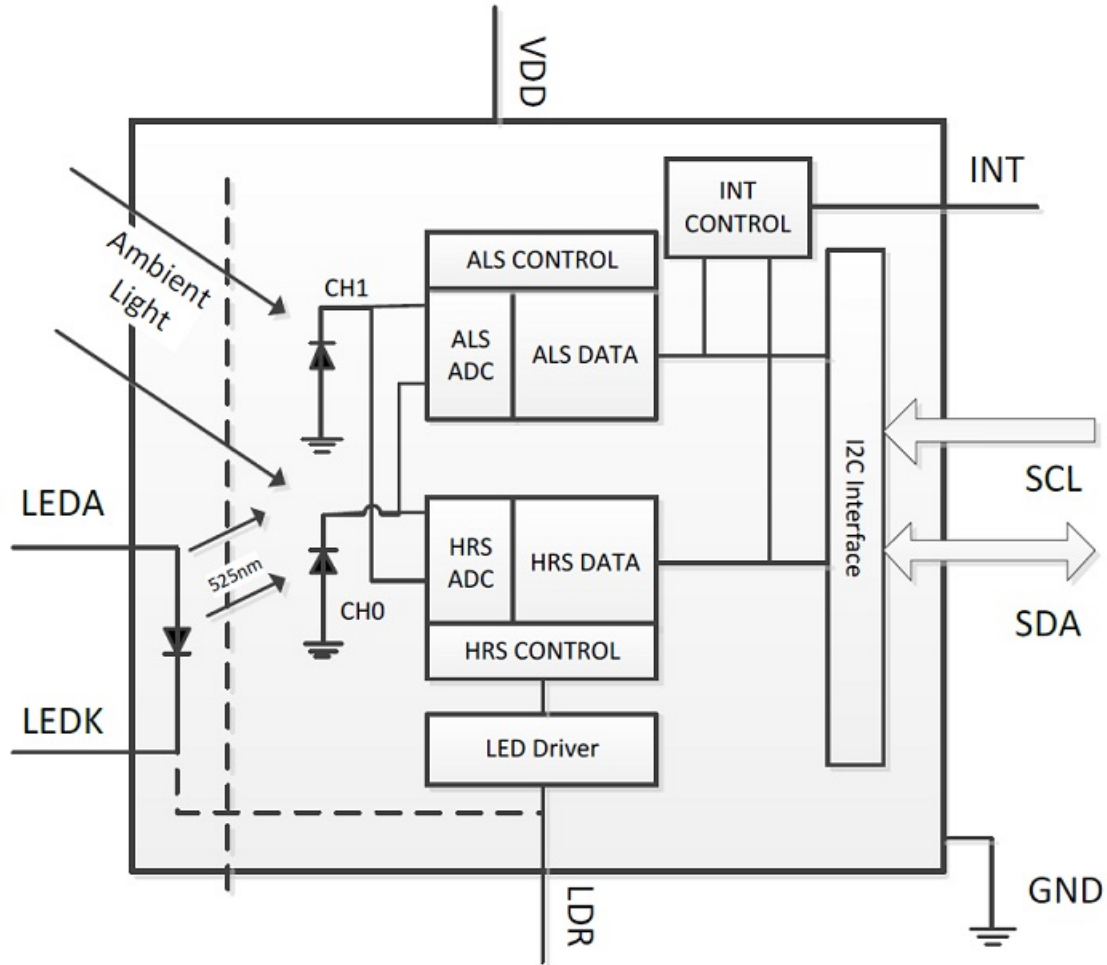 VDD
INT
INT
CONTROL
Ambient
Light
ALS CONTROL
CH1
ALS
ADC
ALS DATA
I2C Interface
SCL
LEDA
525nm
HRS
ADC
HRS DATA
CH0
SDA
HRS CONTROL
LEDK
LED Driver
GND
LDR